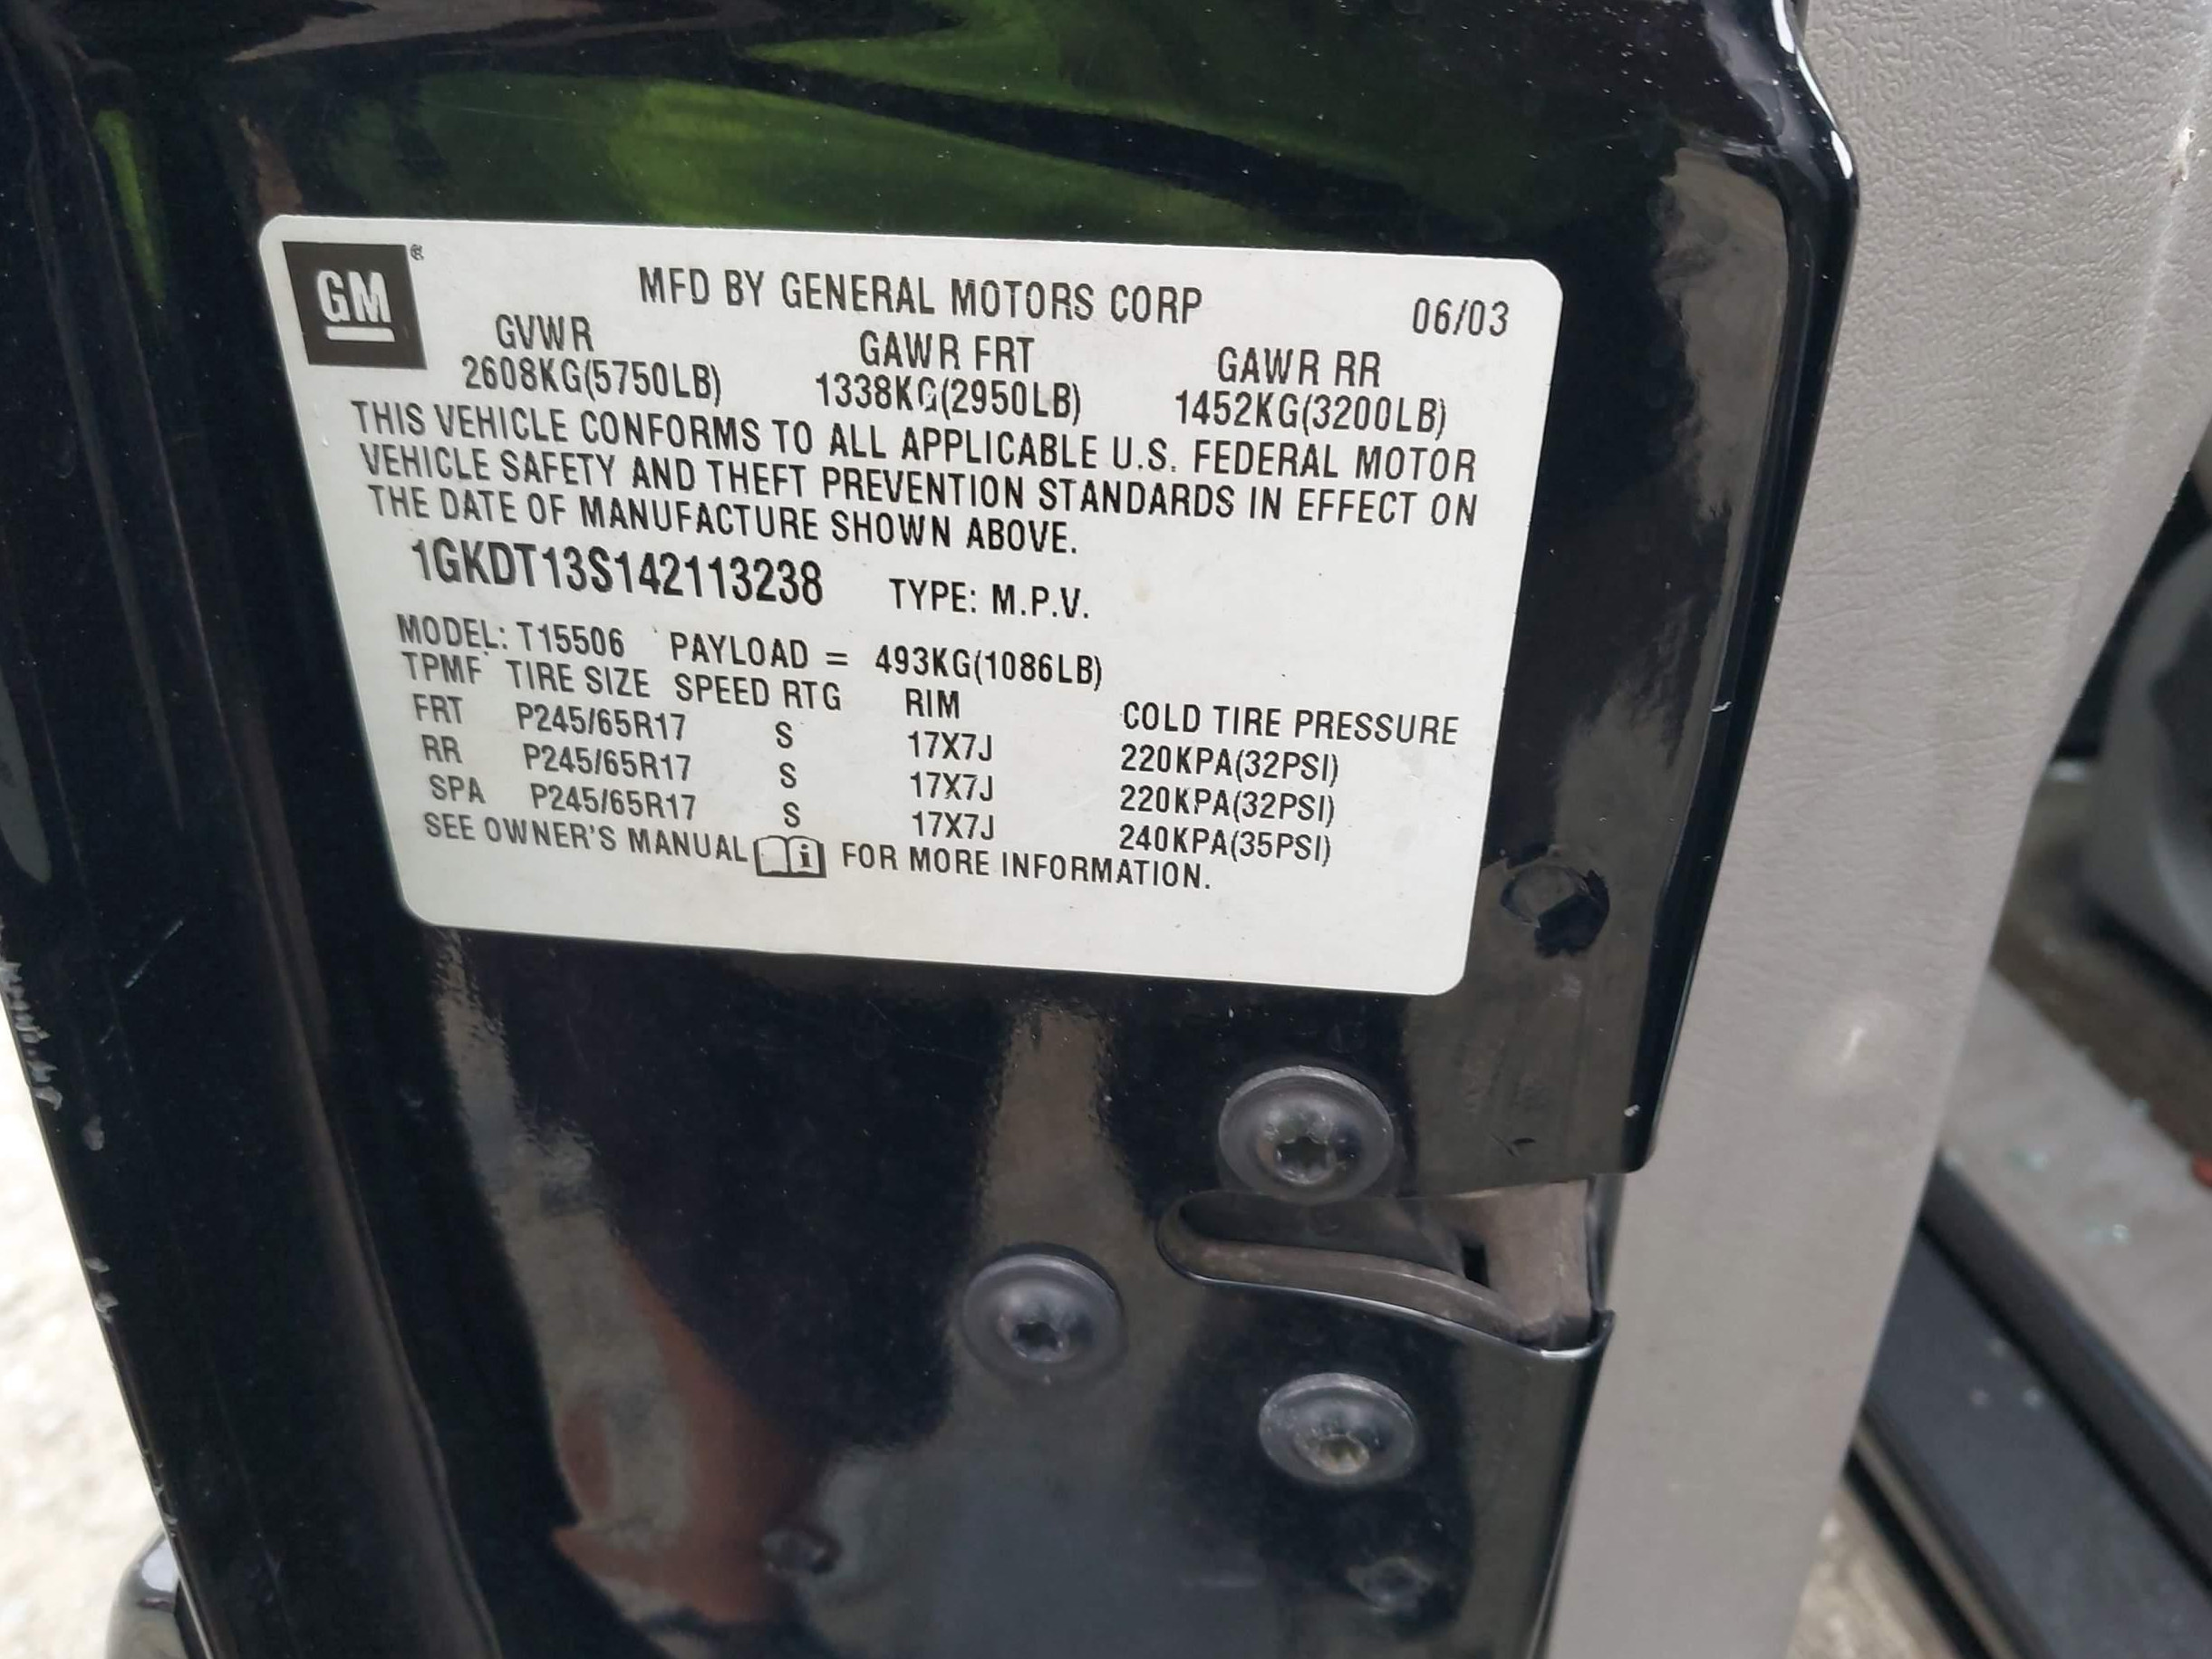 GM®
MFD BY GENERAL MOTORS CORP 06/03
GVWR GAWR FRT GAWR RR
2608KG(5750LB) 1338KG(2950LB) 1452KG(3200LB)
THIS VEHICLE CONFORMS TO ALL APPLICABLE U.S. FEDERAL MOTOR
VEHICLE SAFETY AND THEFT PREVENTION STANDARDS IN EFFECT ON
THE DATE OF MANUFACTURE SHOWN ABOVE.
1GKDT13S142113238 TYPE: M.P.V.
MODEL: T15506 PAYLOAD = 493KG(1086LB)
TPMF TIRE SIZE SPEED RTG RIM COLD TIRE PRESSURE
FRT P245/65R17 S 17X7J 220KPA(32PSI)
RR P245/65R17 S 17X7J 220KPA(32PSI)
SPA P245/65R17 S 17X7J 240KPA(35PSI)
SEE OWNER'S MANUAL i FOR MORE INFORMATION.